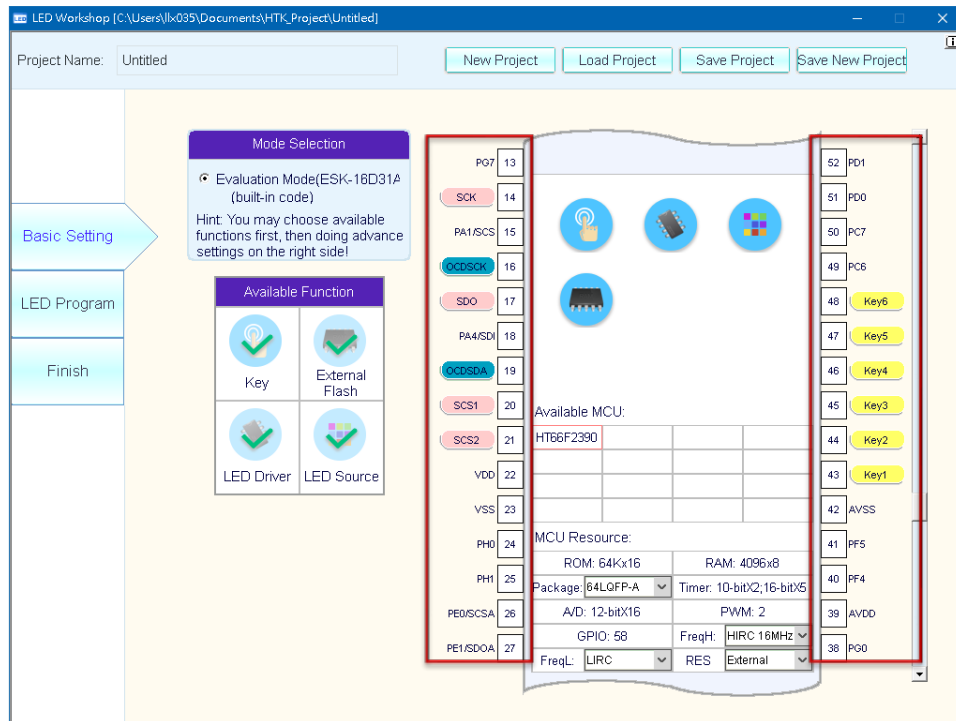 LED Workshop [C:\Users\llx035\Documents\HTK_Project\Untitled]
Project Name: Untitled
New Project
Load Project
Save Project
Save New Project
Basic Setting
LED Program
Finish
Mode Selection
Evaluation Mode(ESK-16D31A
(built-in code)
Hint: You may choose available
functions first, then doing advance
settings on the right side!
Available Function
Key
External
Flash
LED Driver
LED Source
PG7 13
SCK 14
PA1/SCS 15
OCDSCK 16
SDO 17
PA4/SDI 18
OCDSDA 19
SCS1 20
SCS2 21
VDD 22
VSS 23
PH0 24
PH1 25
PE0/SCSA 26
PE1/SDOA 27
Available MCU:
HT66F2390
MCU Resource:
ROM: 64Kx16
RAM: 4096x8
Package: 64LQFP-A
Timer: 10-bitX2;16-bitX5
A/D: 12-bitX16
PWM: 2
GPIO: 58
FreqH: HIRC 16MHz
FreqL: LIRC
RES External
52 PD1
51 PD0
50 PC7
49 PC6
48 Key6
47 Key5
46 Key4
45 Key3
44 Key2
43 Key1
42 AVSS
41 PF5
40 PF4
39 AVDD
38 PG0